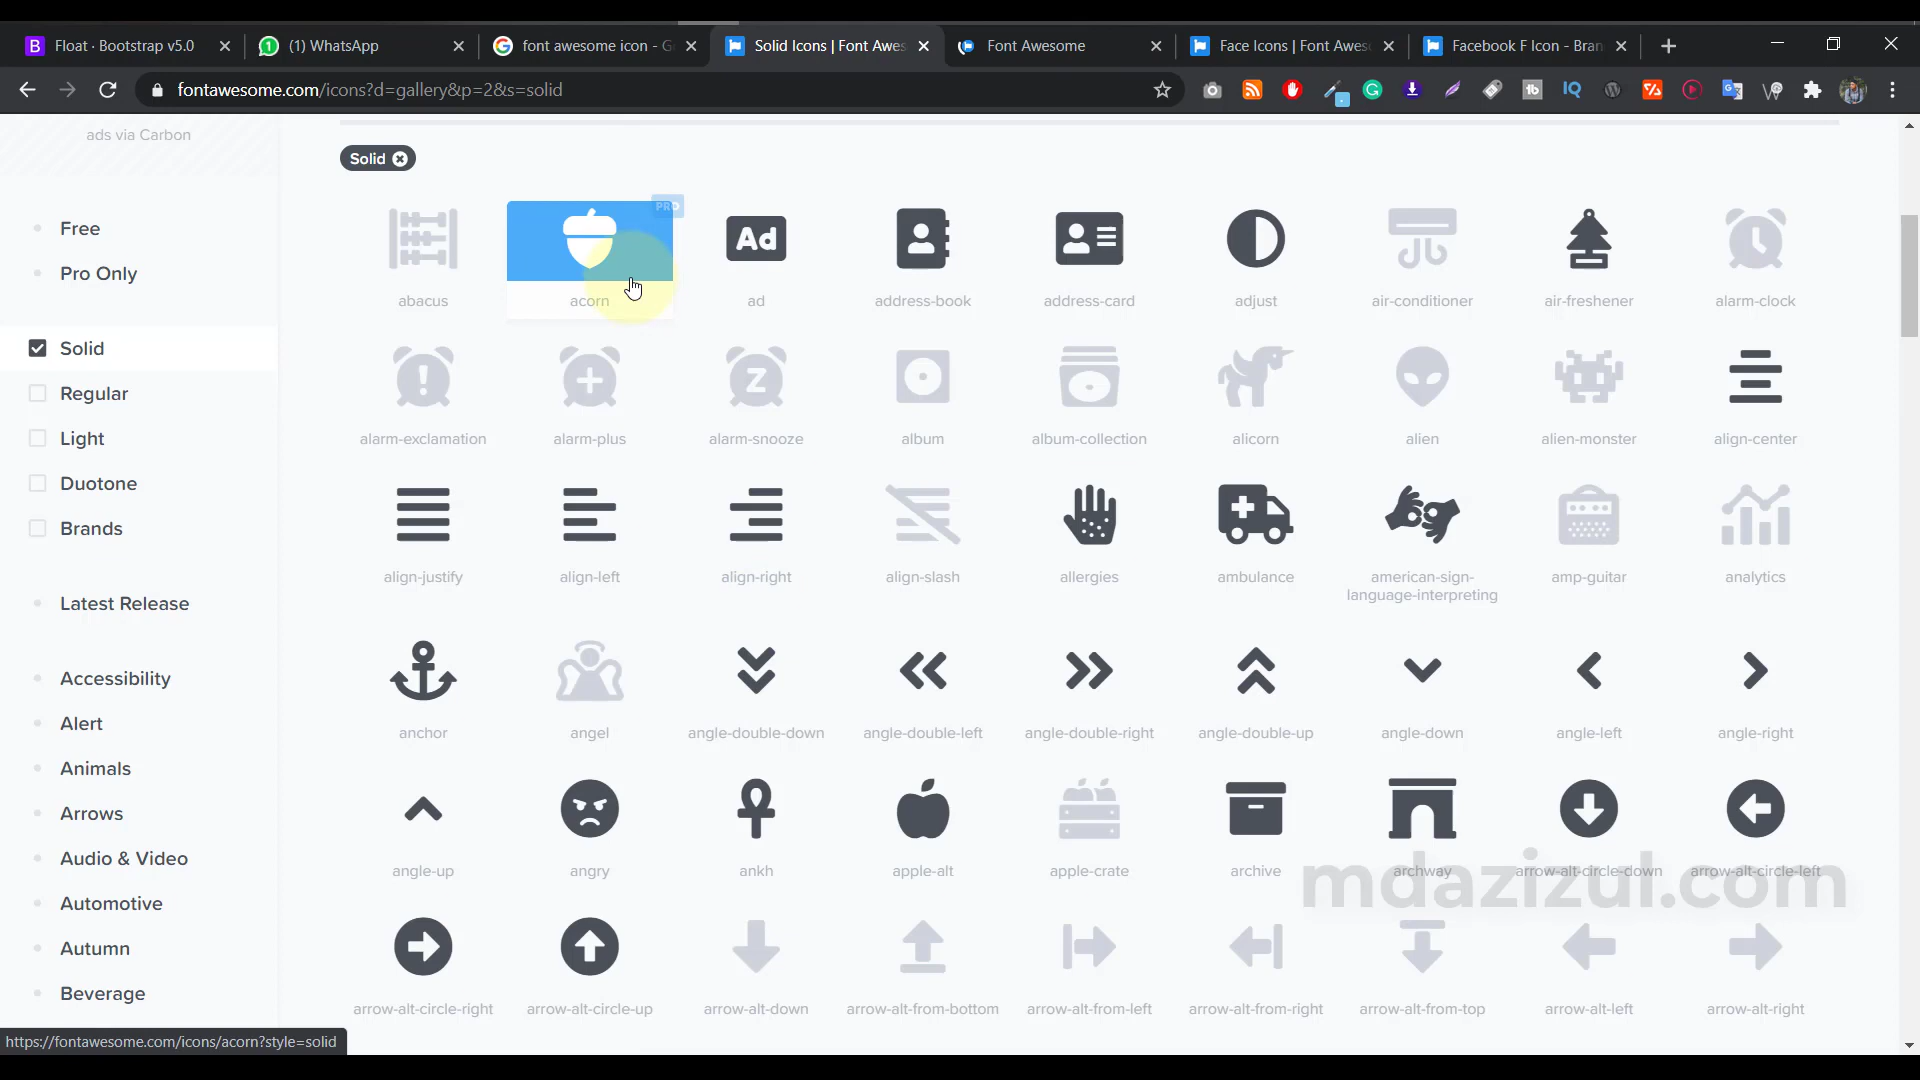 Float · Bootstrap v5.0
(1) WhatsApp
font awesome icon - G
Solid Icons | Font Awes
Font Awesome
Face Icons | Font Awes
Facebook F Icon - Bran
fontawesome.com/icons?d=gallery&p=2&s=solid
ads via Carbon
Solid
Free
Pro Only
Solid
Regular
Light
Duotone
Brands
Latest Release
Accessibility
Alert
Animals
Arrows
Audio & Video
Automotive
Autumn
Beverage
PRO
Ad
abacus acorn ad address-book address-card adjust air-conditioner air-freshener alarm-clock
alarm-exclamation alarm-plus alarm-snooze album album-collection alicorn alien alien-monster align-center
align-justify align-left align-right align-slash allergies ambulance american-sign- amp-guitar analytics
language-interpreting
anchor angel angle-double-down angle-double-left angle-double-right angle-double-up angle-down angle-left angle-right
angle-up angry ankh apple-alt apple-crate archive archway arrow-alt-circle-down arrow-alt-circle-left
mdazizul.com
arrow-alt-circle-right arrow-alt-circle-up arrow-alt-down arrow-alt-from-bottom arrow-alt-from-left arrow-alt-from-right arrow-alt-from-top arrow-alt-left arrow-alt-right
https://fontawesome.com/icons/acorn?style=solid